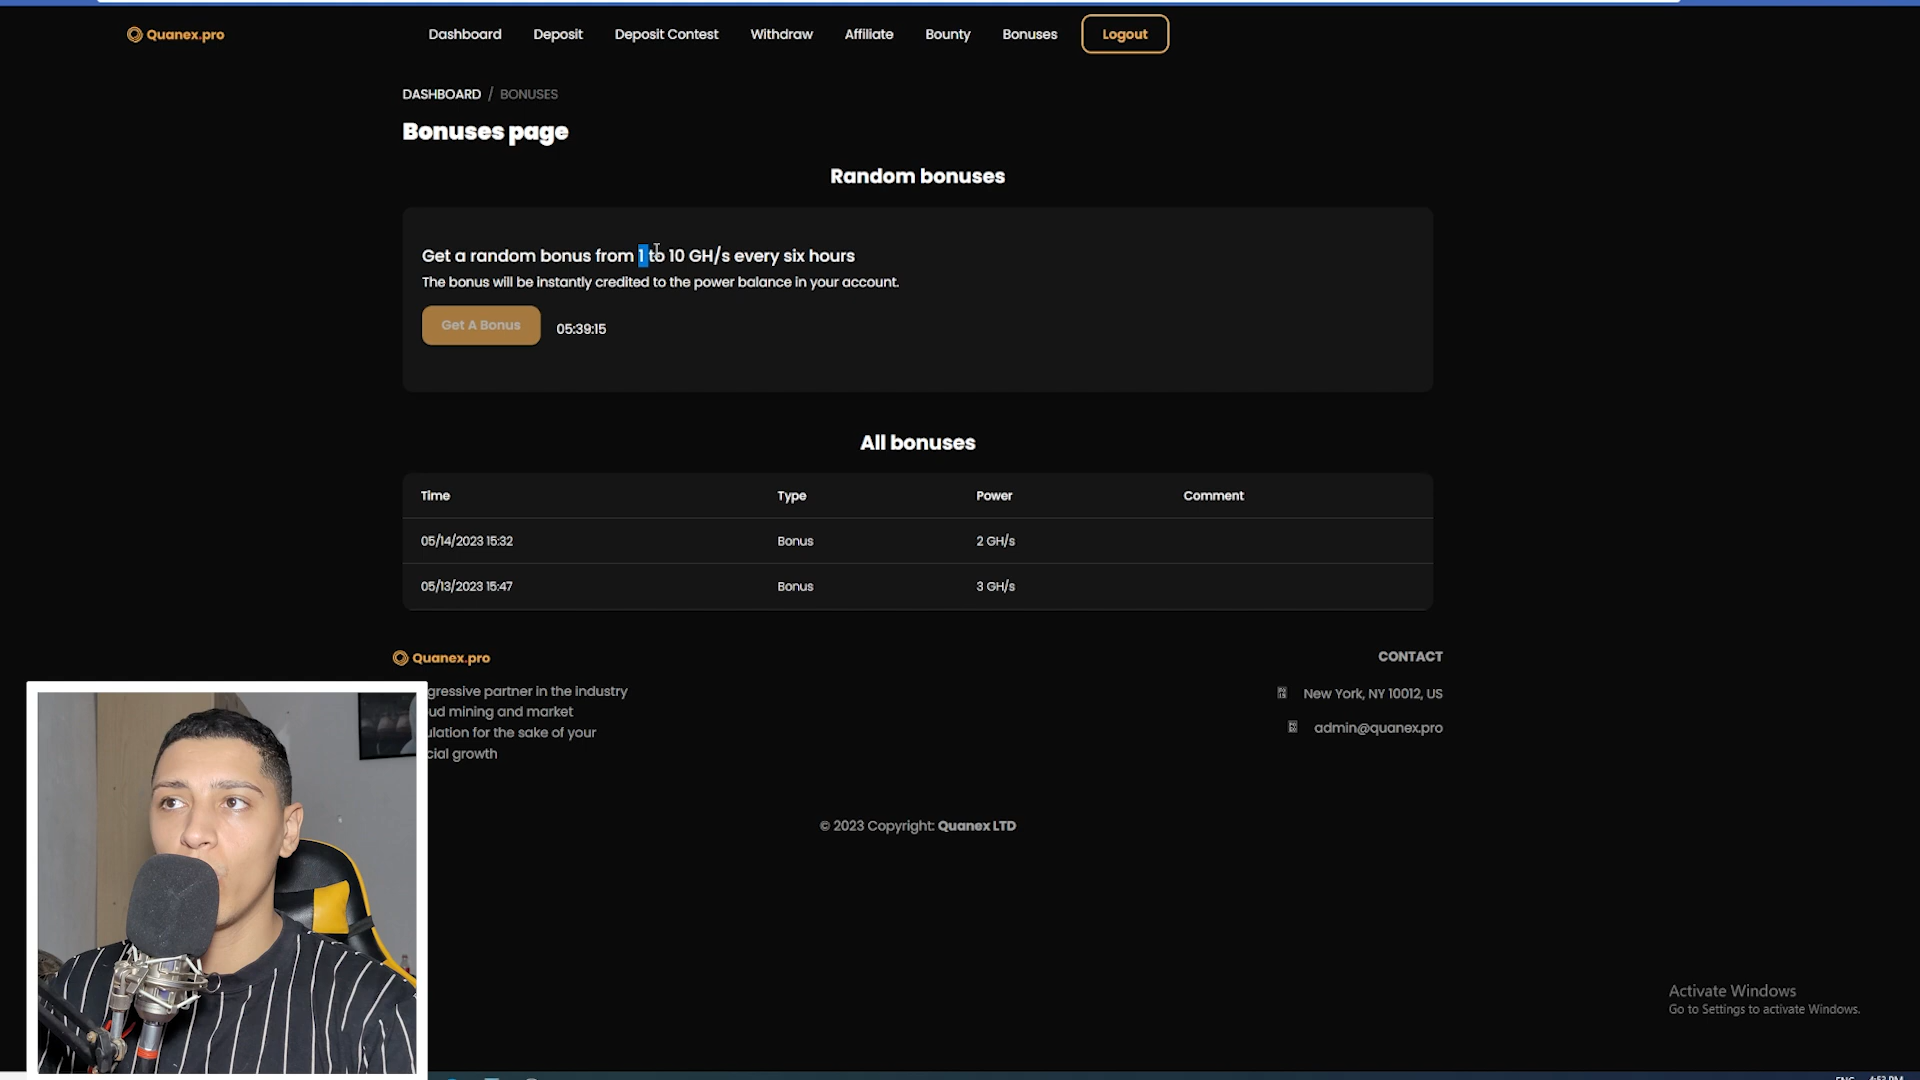 Quanex.pro
Dashboard
Deposit
Deposit Contest
Withdraw
Affiliate
Bounty
Bonuses
Logout
DASHBOARD / BONUSES
Bonuses page
Random bonuses
Get a random bonus from 1 to 10 GH/s every six hours
The bonus will be instantly credited to the power balance in your account.
Get A Bonus
05:39:15
All bonuses
Time Type Power Comment
05/14/2023 15:32 Bonus 2 GH/s
05/13/2023 15:47 Bonus 3 GH/s
Quanex.pro
gressive partner in the industry
ud mining and market
ulation for the sake of your
cial growth
CONTACT
New York, NY 10012, US
admin@quanex.pro
© 2023 Copyright: Quanex LTD
Activate Windows
Go to Settings to activate Windows.